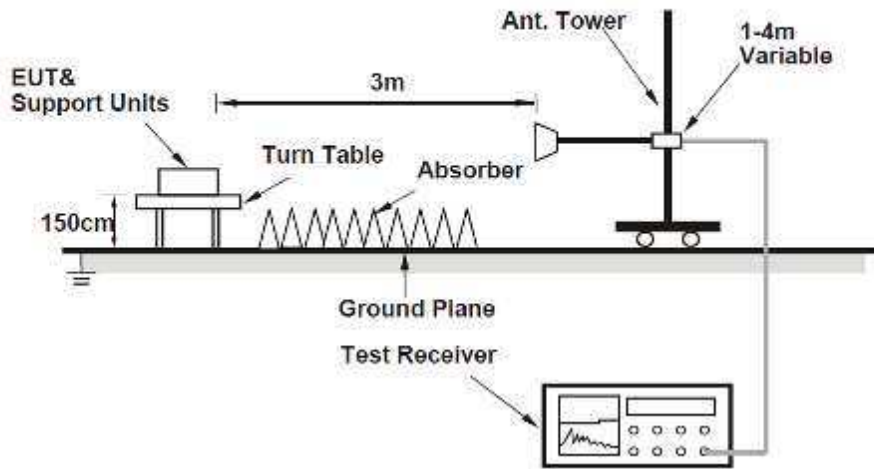 Ant. Tower
1-4m
Variable
EUT&
Support Units
3m
Turn Table
Absorber
150cm
Ground Plane
Test Receiver